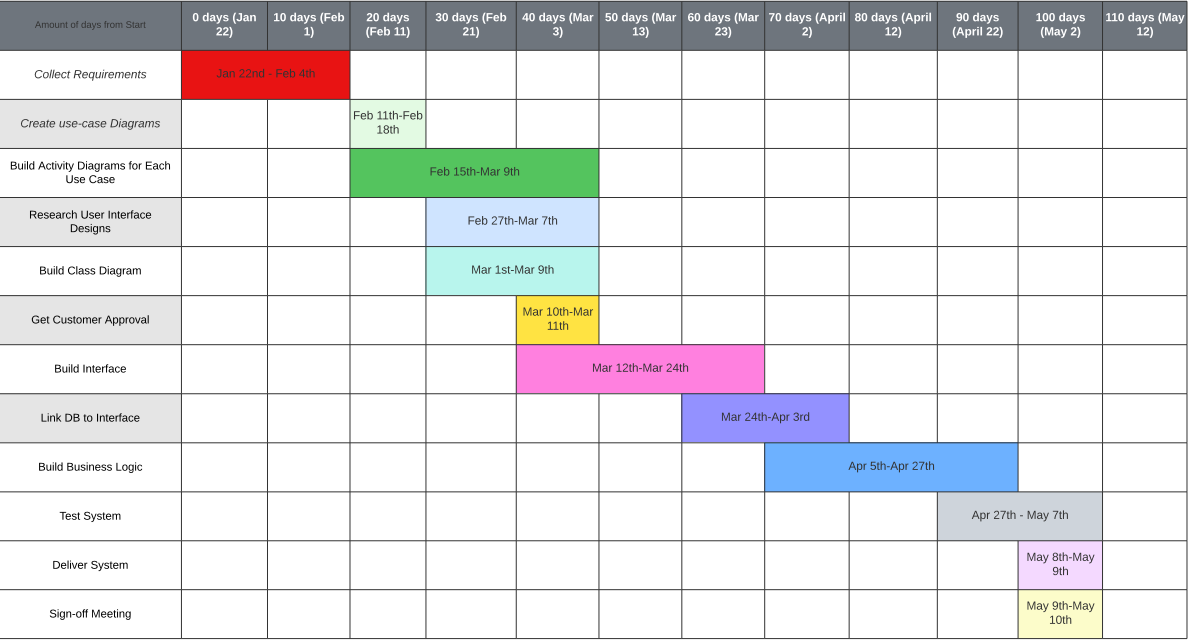 Amount of days from Start
0 days (Jan
22)
10 days (Feb
1)
20 days
(Feb 11)
30 days (Feb
21)
40 days (Mar
3)
50 days (Mar
13)
60 days (Mar
23)
70 days (April
2)
80 days (April
12)
90 days
(April 22)
100 days
(May 2)
110 days (May
12)
Collect Requirements
Jan 22nd - Feb 4th
Create use-case Diagrams
Feb 11th-Feb
18th
Build Activity Diagrams for Each
Use Case
Feb 15th-Mar 9th
Research User Interface
Designs
Feb 27th-Mar 7th
Build Class Diagram
Mar 1st-Mar 9th
Get Customer Approval
Mar 10th-Mar
11th
Build Interface
Mar 12th-Mar 24th
Link DB to Interface
Mar 24th-Apr 3rd
Build Business Logic
Apr 5th-Apr 27th
Test System
Apr 27th - May 7th
Deliver System
May 8th-May
9th
Sign-off Meeting
May 9th-May
10th